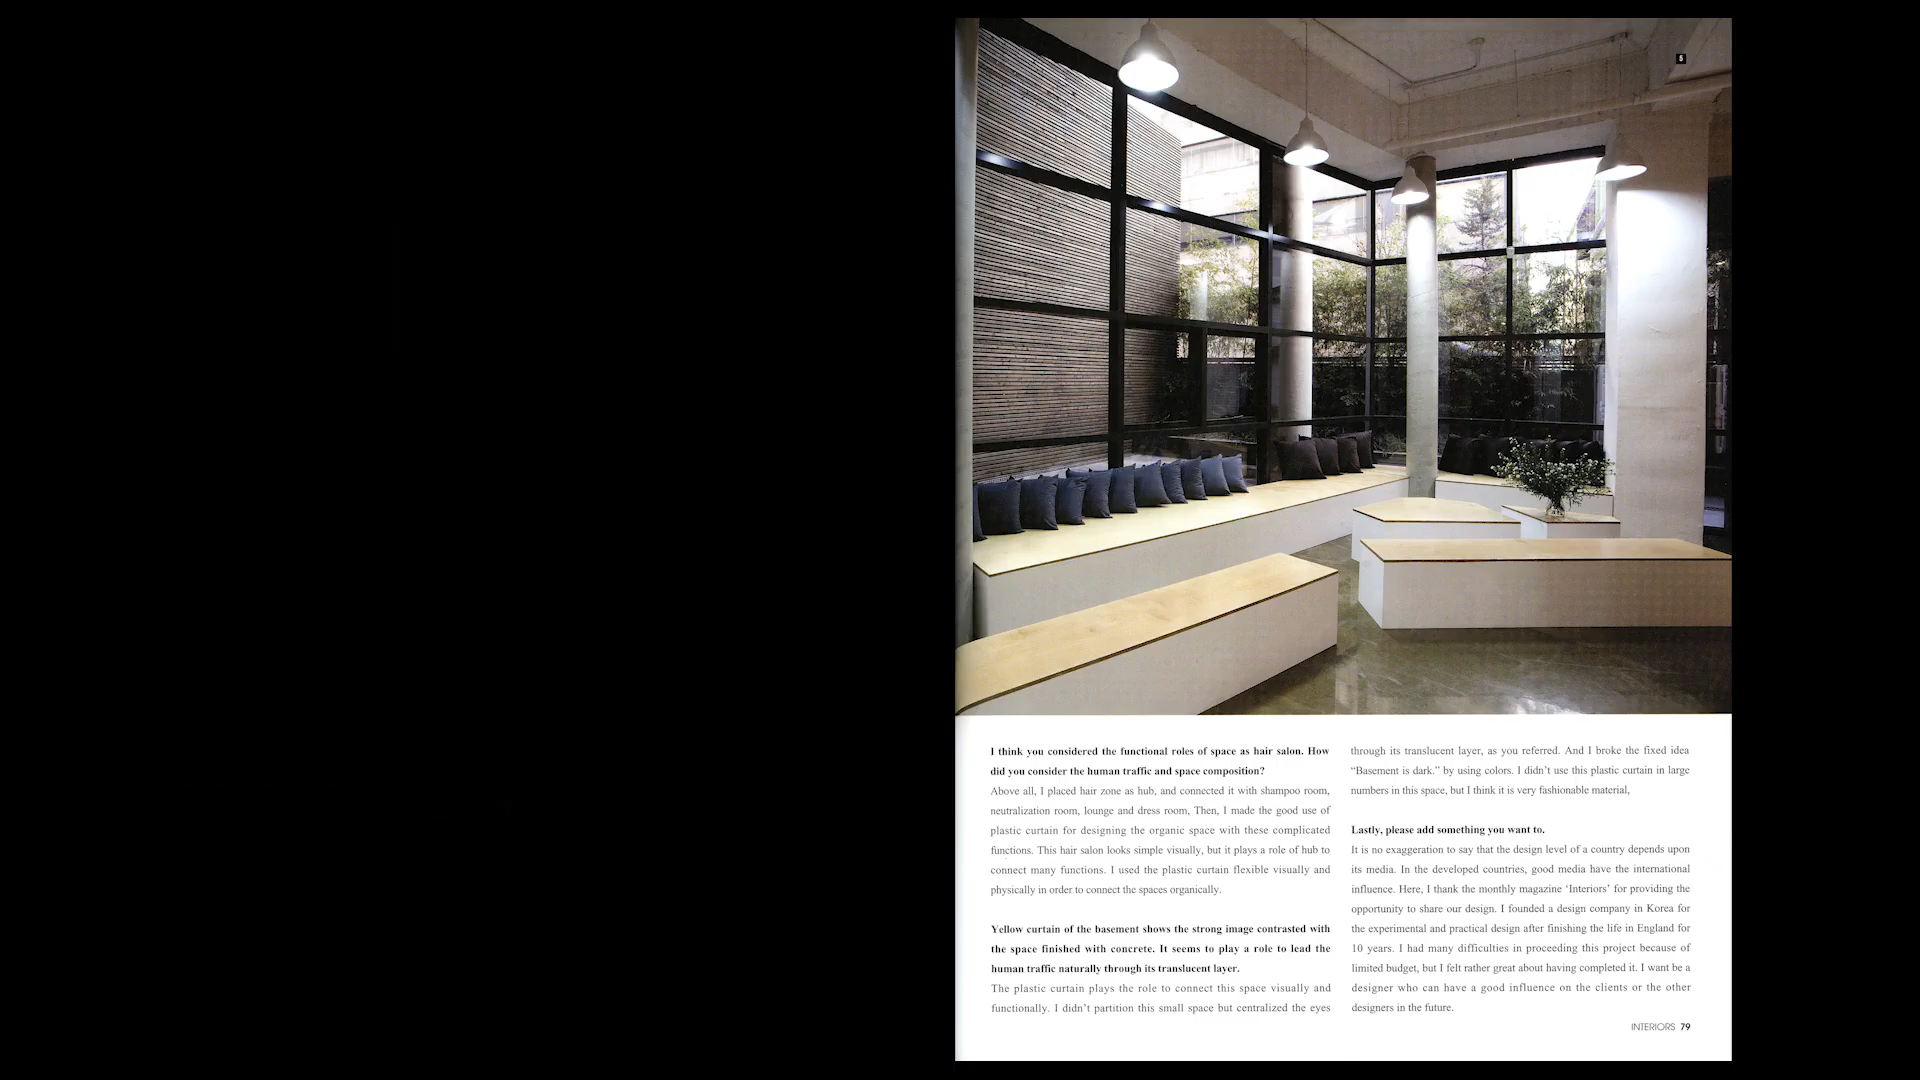 5
I think you considered the functional roles of space as hair salon. How
did you consider the human traffic and space composition?
Above all, I placed hair zone as hub, and connected it with shampoo room,
neutralization room, lounge and dress room, Then, I made the good use of
plastic curtain for designing the organic space with these complicated
functions. This hair salon looks simple visually, but it plays a role of hub to
connect many functions. I used the plastic curtain flexible visually and
physically in order to connect the spaces organically.
Yellow curtain of the basement shows the strong image contrasted with
the space finished with concrete. It seems to play a role to lead the
human traffic naturally through its translucent layer.
The plastic curtain plays the role to connect this space visually and
functionally. I didn't partition this small space but centralized the eyes
through its translucent layer, as you referred. And I broke the fixed idea
“Basement is dark.” by using colors. I didn't use this plastic curtain in large
numbers in this space, but I think it is very fashionable material,
Lastly, please add something you want to.
It is no exaggeration to say that the design level of a country depends upon
its media. In the developed countries, good media have the international
influence. Here, I thank the monthly magazine ‘Interiors’ for providing the
opportunity to share our design. I founded a design company in Korea for
the experimental and practical design after finishing the life in England for
10 years. I had many difficulties in proceeding this project because of
limited budget, but I felt rather great about having completed it. I want be a
designer who can have a good influence on the clients or the other
designers in the future.
INTERIORS 79